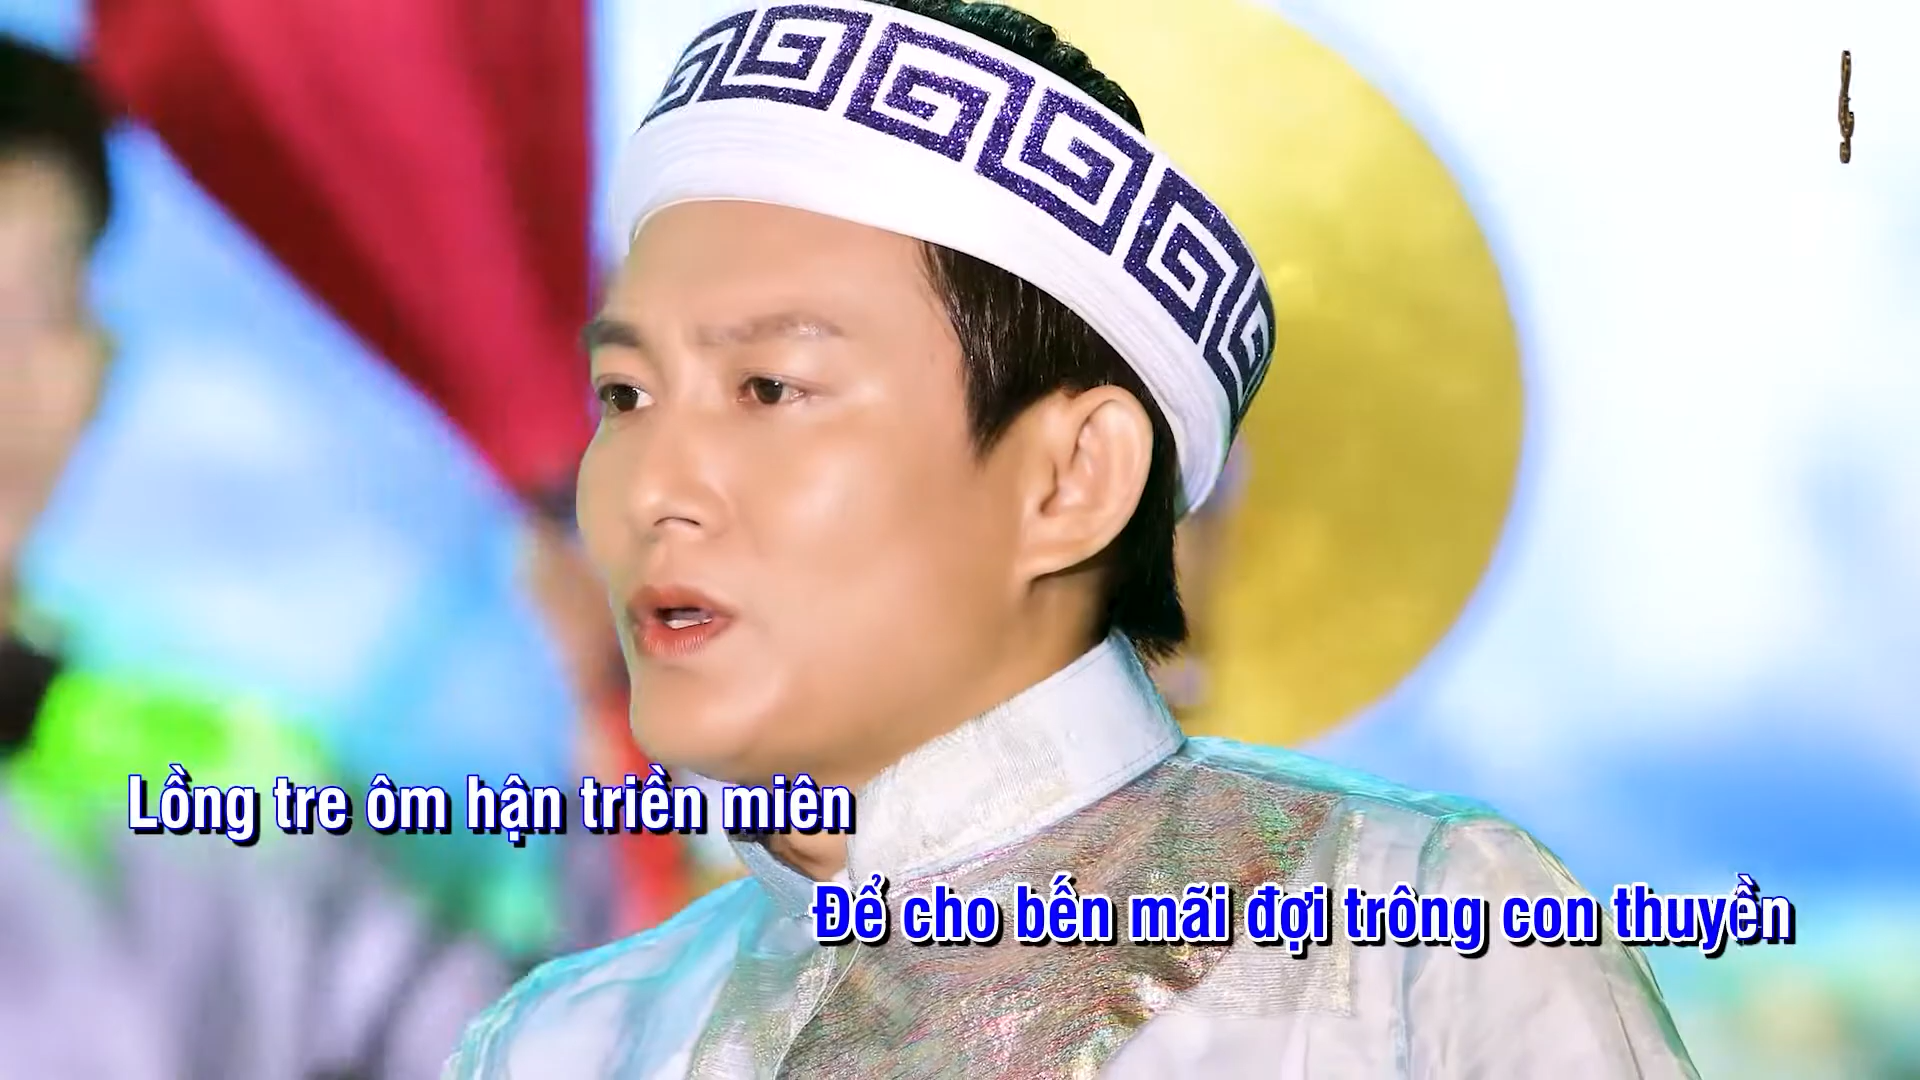 Lồng tre ôm hận triền miên
Để cho bến mãi đợi trông con thuyền